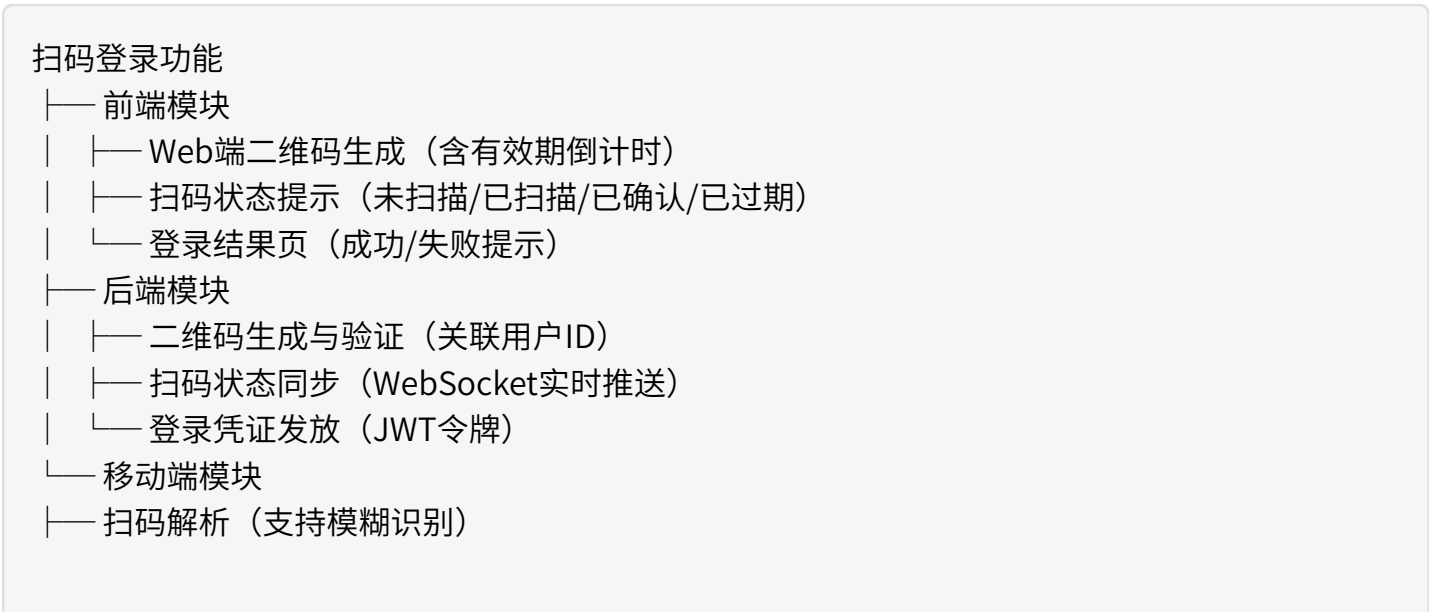 扫码登录功能
├── 前端模块
│   ├── Web端二维码生成（含有效期倒计时）
│   ├── 扫码状态提示（未扫描/已扫描/已确认/已过期）
│   └── 登录结果页（成功/失败提示）
├── 后端模块
│   ├── 二维码生成与验证（关联用户ID）
│   ├── 扫码状态同步（WebSocket实时推送）
│   └── 登录凭证发放（JWT令牌）
└── 移动端模块
├── 扫码解析（支持模糊识别）